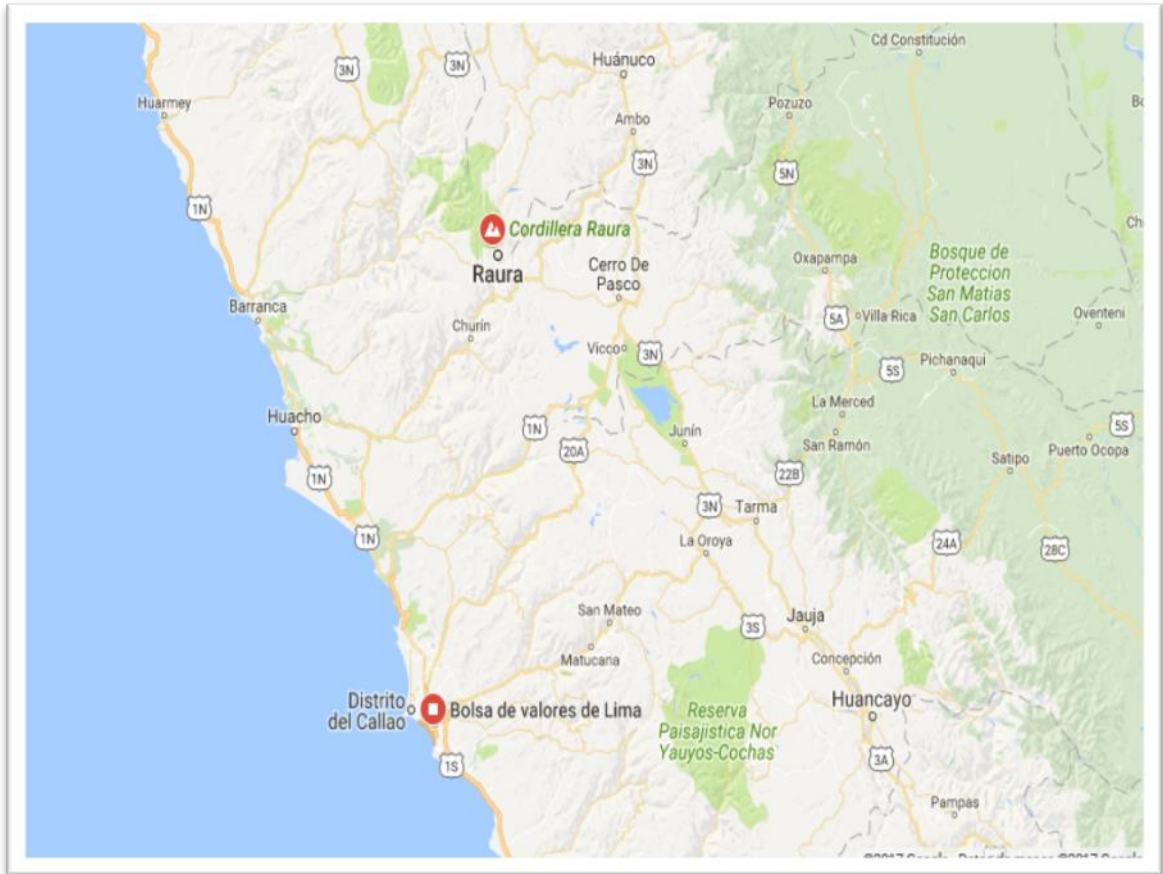 Cd Constitución
3N
3N
Huánuco
Huarmey
Pozuzo
Ambo
3N
5N
1N
Cordillera Raura
Raura
Cerro De
Pasco
Oxapampa
Bosque de
Proteccion
San Matias
San Carlos
Barranca
Churín
5A
Villa Rica
Oventeni
Vicco
3N
5S
Pichanaqui
La Merced
Huacho
1N
20A
Junín
San Ramón
5S
Puerto Ocopa
Satipo
1N
22B
3N
Tarma
1N
La Oroya
24A
28C
San Mateo
3S
Jauja
Matucana
Concepción
Distrito
del Callao
Bolsa de valores de Lima
Reserva
Paisajistica Nor
Yauyos-Cochas
Huancayo
1S
3A
Pampas